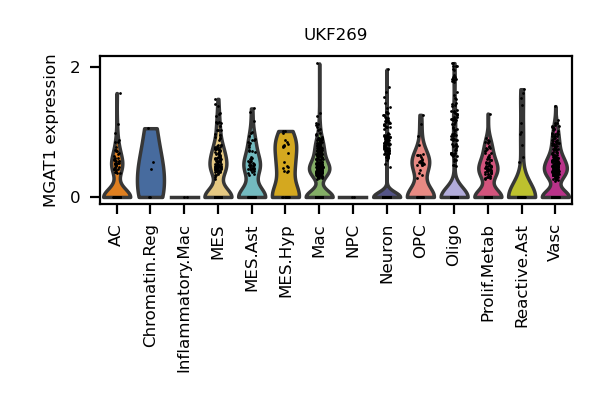 UKF269
MGAT1 expression
2
0
AC
Chromatin.Reg
Inflammatory.Mac
MES
MES.Ast
MES.Hyp
Mac
NPC
Neuron
OPC
Oligo
Prolif.Metab
Reactive.Ast
Vasc